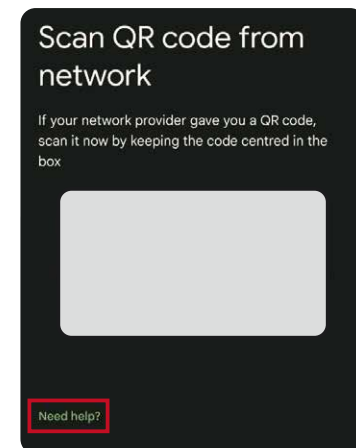 Scan QR code from
network
If your network provider gave you a QR code,
scan it now by keeping the code centred in the
box
Need help?